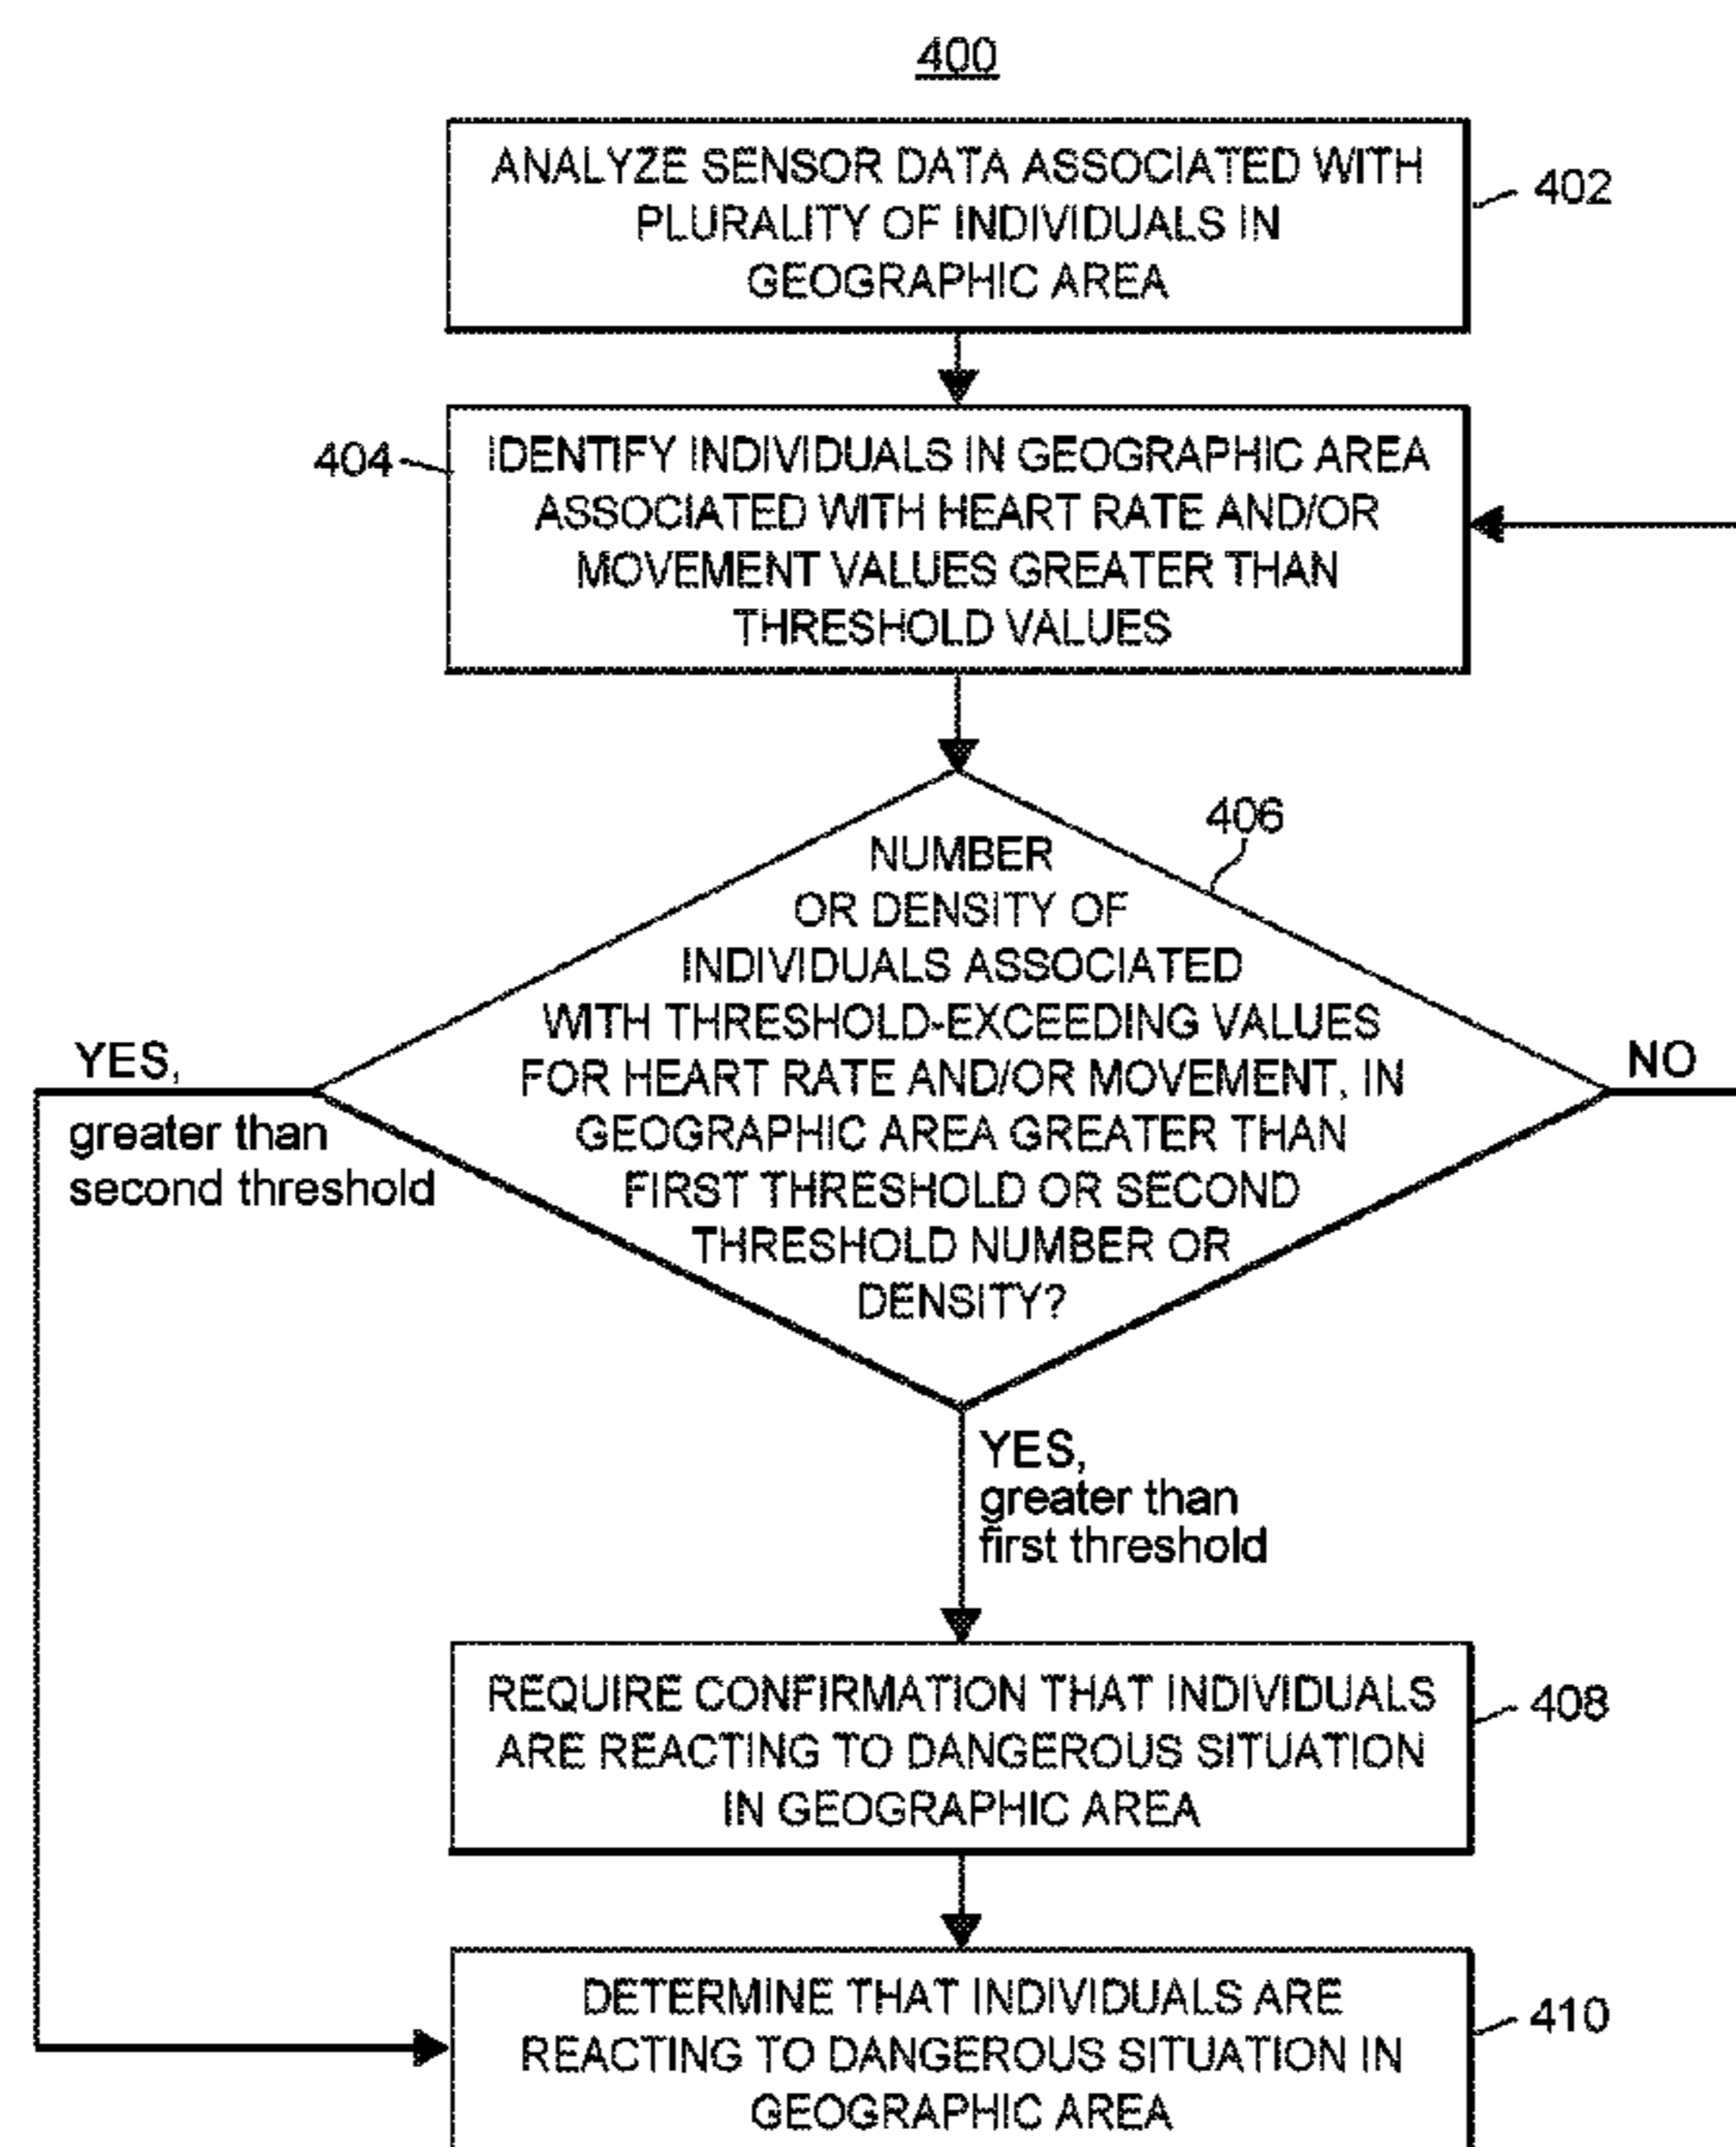 400
ANALYZE SENSOR DATA ASSOCIATED WITH
PLURALITY OF INDIVIDUALS IN
GEOGRAPHIC AREA
402
404
IDENTIFY INDIVIDUALS IN GEOGRAPHIC AREA
ASSOCIATED WITH HEART RATE AND/OR
MOVEMENT VALUES GREATER THAN
THRESHOLD VALUES
406
NUMBER
OR DENSITY OF
INDIVIDUALS ASSOCIATED
WITH THRESHOLD-EXCEEDING VALUES
FOR HEART RATE AND/OR MOVEMENT, IN
GEOGRAPHIC AREA GREATER THAN
FIRST THRESHOLD OR SECOND
THRESHOLD NUMBER OR
DENSITY?
YES,
greater than
second threshold
NO
YES,
greater than
first threshold
REQUIRE CONFIRMATION THAT INDIVIDUALS
ARE REACTING TO DANGEROUS SITUATION
IN GEOGRAPHIC AREA
408
DETERMINE THAT INDIVIDUALS ARE
REACTING TO DANGEROUS SITUATION IN
GEOGRAPHIC AREA
410